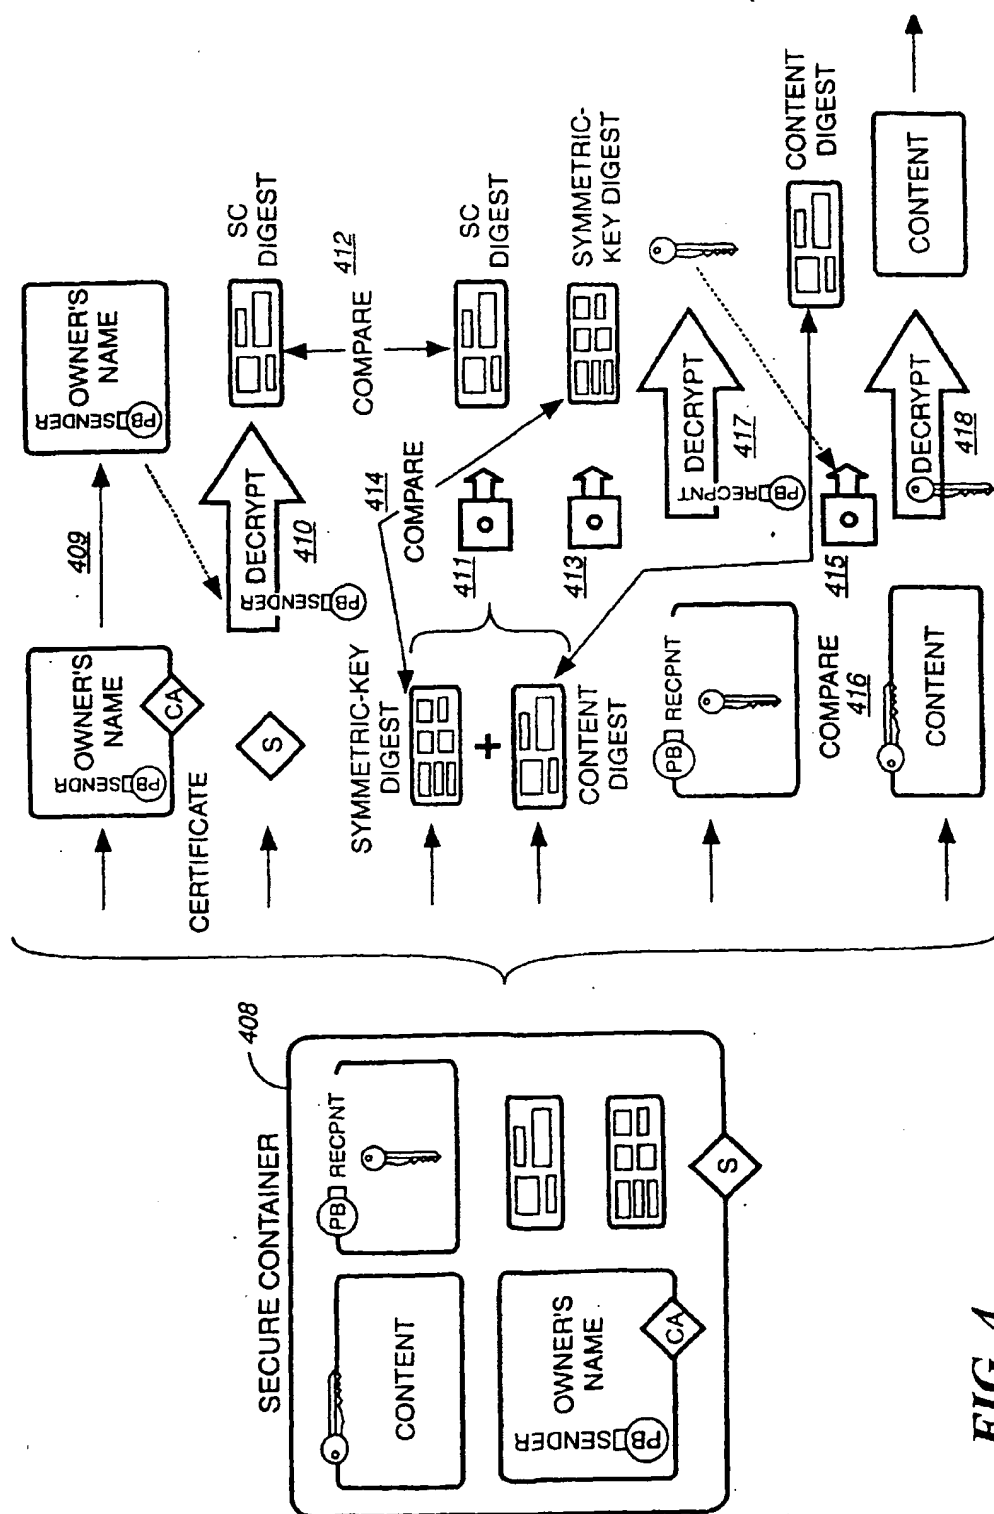 SECURE CONTAINER
408
CONTENT
PB RECPNT
OWNER'S
NAME
PB SENDER
CA
S
OWNER'S
NAME
PB SENDR
CA
CERTIFICATE
409
OWNER'S
NAME
PB SENDER
S
DECRYPT
PB SENDER
410
SC
DIGEST
COMPARE
412
SYMMETRIC-KEY
DIGEST
+
CONTENT
DIGEST
414
COMPARE
411
413
SC
DIGEST
SYMMETRIC-
KEY DIGEST
PB RECPNT
DECRYPT
PB RECPNT
417
COMPARE
416
415
CONTENT
DIGEST
CONTENT
DECRYPT
418
CONTENT
FIG. 4